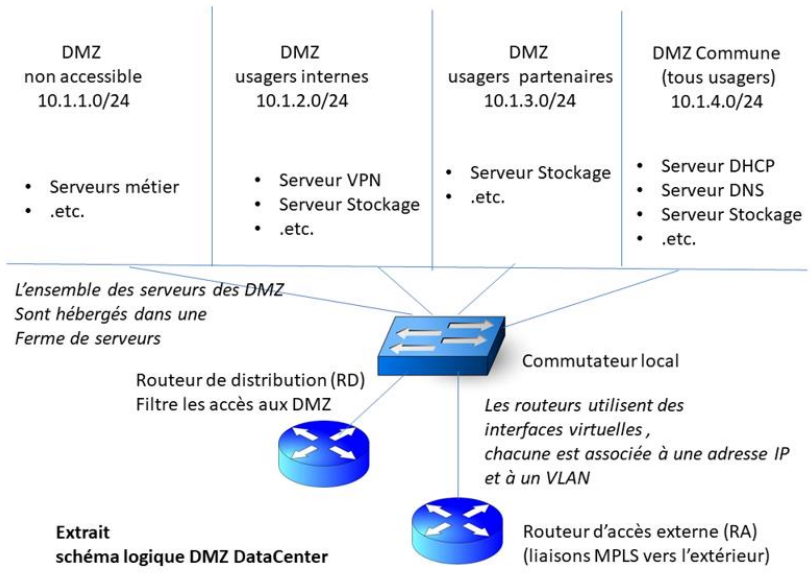 DMZ
non accessible
10.1.1.0/24
• Serveurs métier
• .etc.
DMZ
usagers internes
10.1.2.0/24
• Serveur VPN
• Serveur Stockage
• .etc.
DMZ
usagers partenaires
10.1.3.0/24
• Serveur Stockage
• .etc.
DMZ Commune
(tous usagers)
10.1.4.0/24
• Serveur DHCP
• Serveur DNS
• Serveur Stockage
• .etc.
L'ensemble des serveurs des DMZ
Sont hébergés dans une
Ferme de serveurs
Commutateur local
Routeur de distribution (RD)
Filtre les accès aux DMZ
Les routeurs utilisent des
interfaces virtuelles ,
chacune est associée à une adresse IP
et à un VLAN
Extrait
schéma logique DMZ DataCenter
Routeur d'accès externe (RA)
(liaisons MPLS vers l'extérieur)